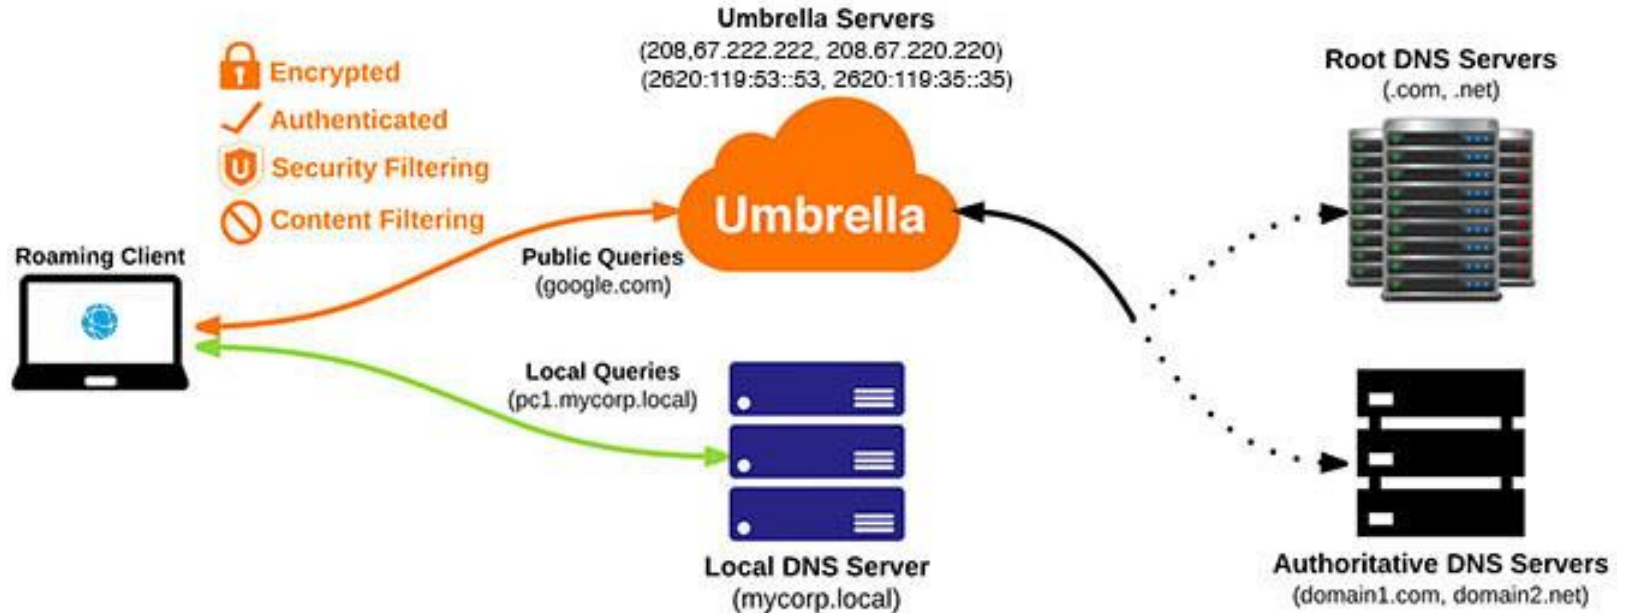 Umbrella Servers
(208,67.222.222, 208.67.220.220)
(2620:119:53::53, 2620:119:35::35)
Encrypted
Authenticated
U Security Filtering
Content Filtering
Root DNS Servers
(.com, .net)
Umbrella
Roaming Client
Public Queries
(google.com)
Local Queries
(pc1.mycorp.local)
Local DNS Server
(mycorp.local)
Authoritative DNS Servers
(domain1.com, domain2.net)